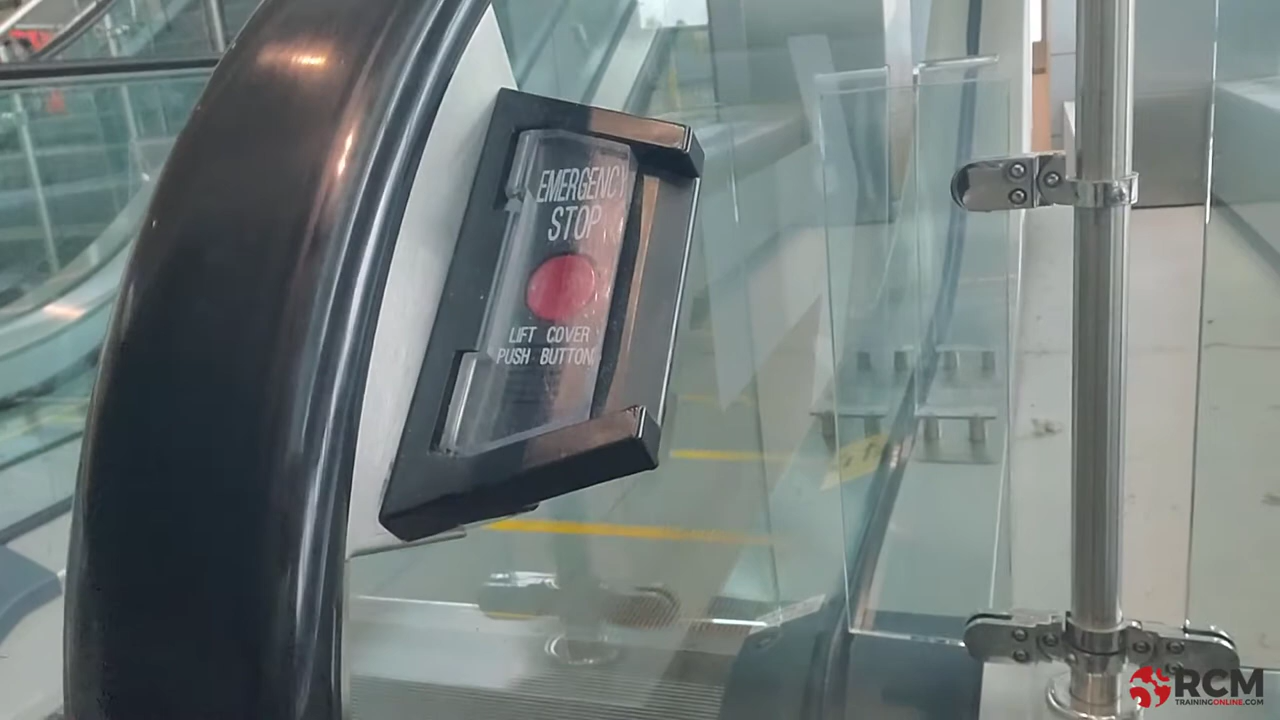 EMERGENCY
STOP
LIFT COVER
PUSH BUTTON
RCM
TRAININGONLINE.COM